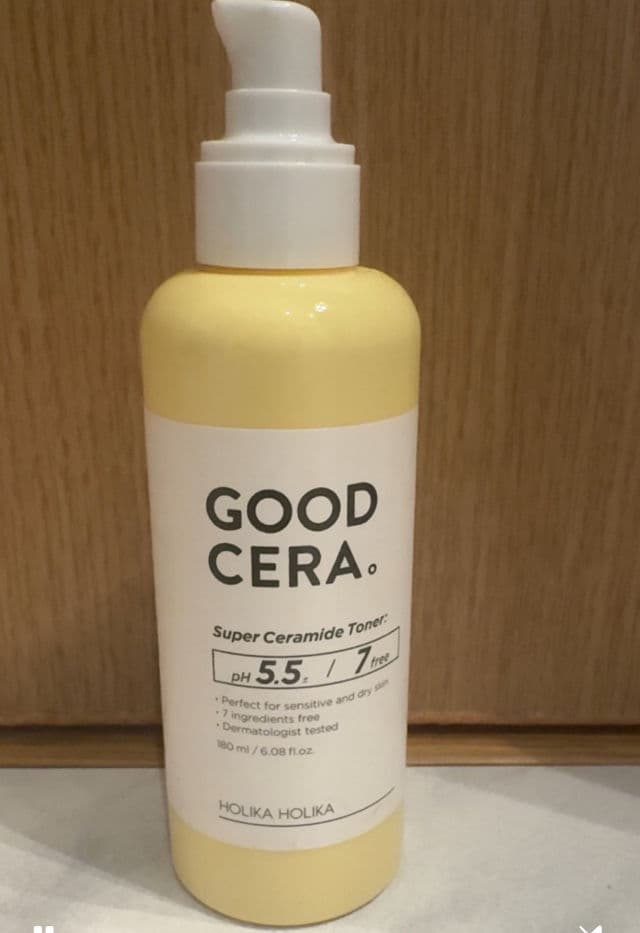 GOOD
CERA.
Super Ceramide Toner:
pH 5.5± / 7 free
• Perfect for sensitive and dry skin
• 7 ingredients free
• Dermatologist tested
180 ml / 6.08 fl.oz.
HOLIKA HOLIKA